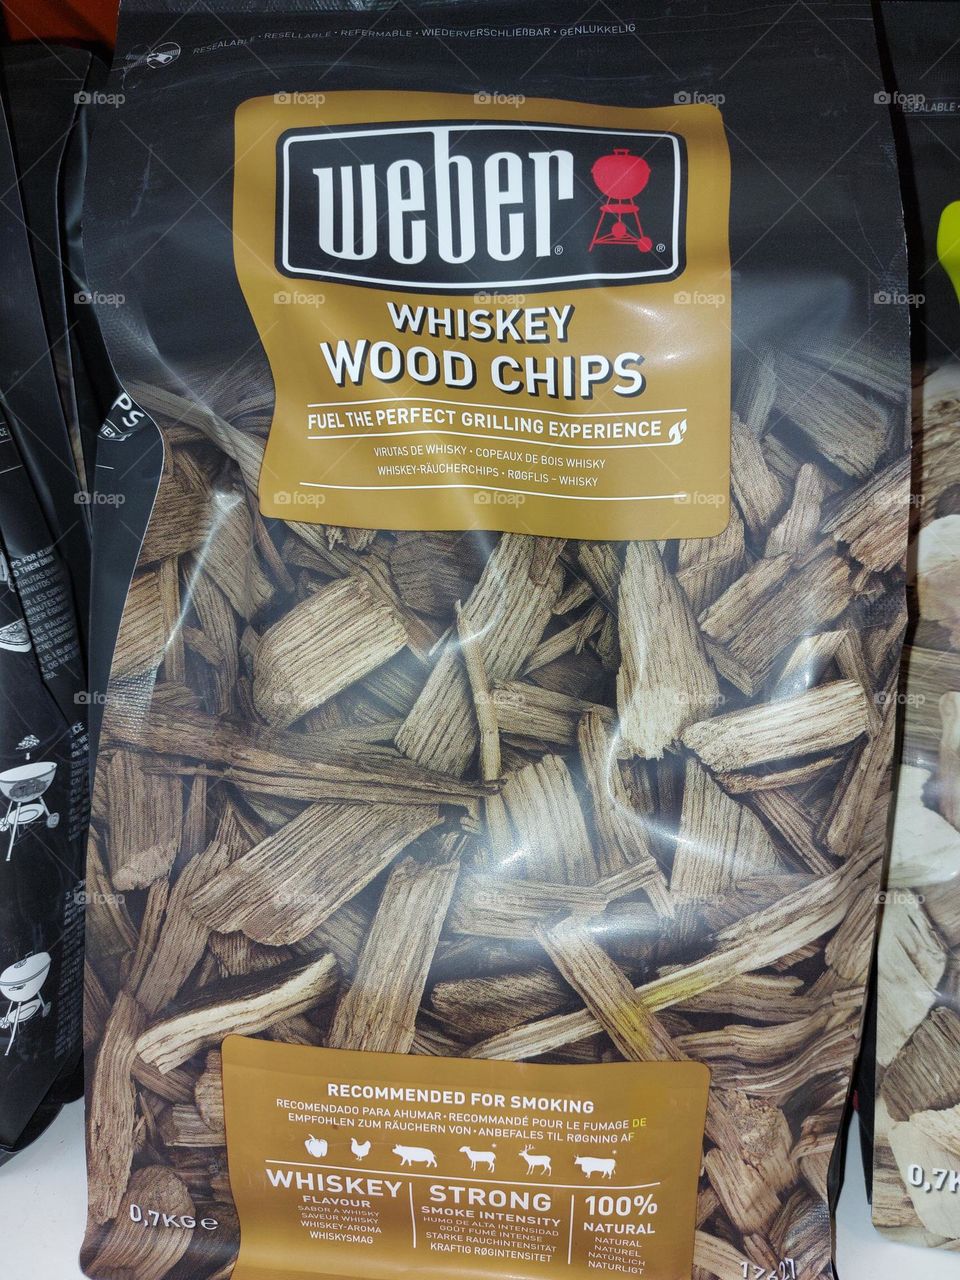 RESEALABLE • RESELLABLE • REFERMABLE • WIEDERVERSCHLIEßBAR • GENLUKKELIG
weber
WHISKEY
WOOD CHIPS
FUEL THE PERFECT GRILLING EXPERIENCE
VIRUTAS DE WHISKY • COPEAUX DE BOIS WHISKY
WHISKEY-RÄUCHERCHIPS • RØGFLIS – WHISKY
RECOMMENDED FOR SMOKING
RECOMENDADO PARA AHUMAR • RECOMMANDÉ POUR LE FUMAGE DE
EMPFOHLEN ZUM RÄUCHERN VON • ANBEFALES TIL RØGNING AF
WHISKEY
FLAVOUR
SABOR A WHISKY
SAVEUR WHISKY
WHISKEY-AROMA
WHISKYSMAG
STRONG
SMOKE INTENSITY
HUMO DE ALTA INTENSIDAD
GOÛT FUMÉ INTENSE
STARKE RAUCHINTENSITÄT
KRAFTIG RØGINTENSITET
100%
NATURAL
NATURAL
NATUREL
NATÜRLICH
NATURLIGT
0,7KG e
foap